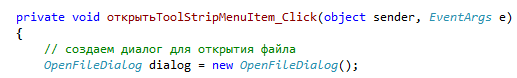 private void открытьToolStripMenuItem_Click(object sender, EventArgs e)
{
// создаем диалог для открытия файла
OpenFileDialog dialog = new OpenFileDialog();